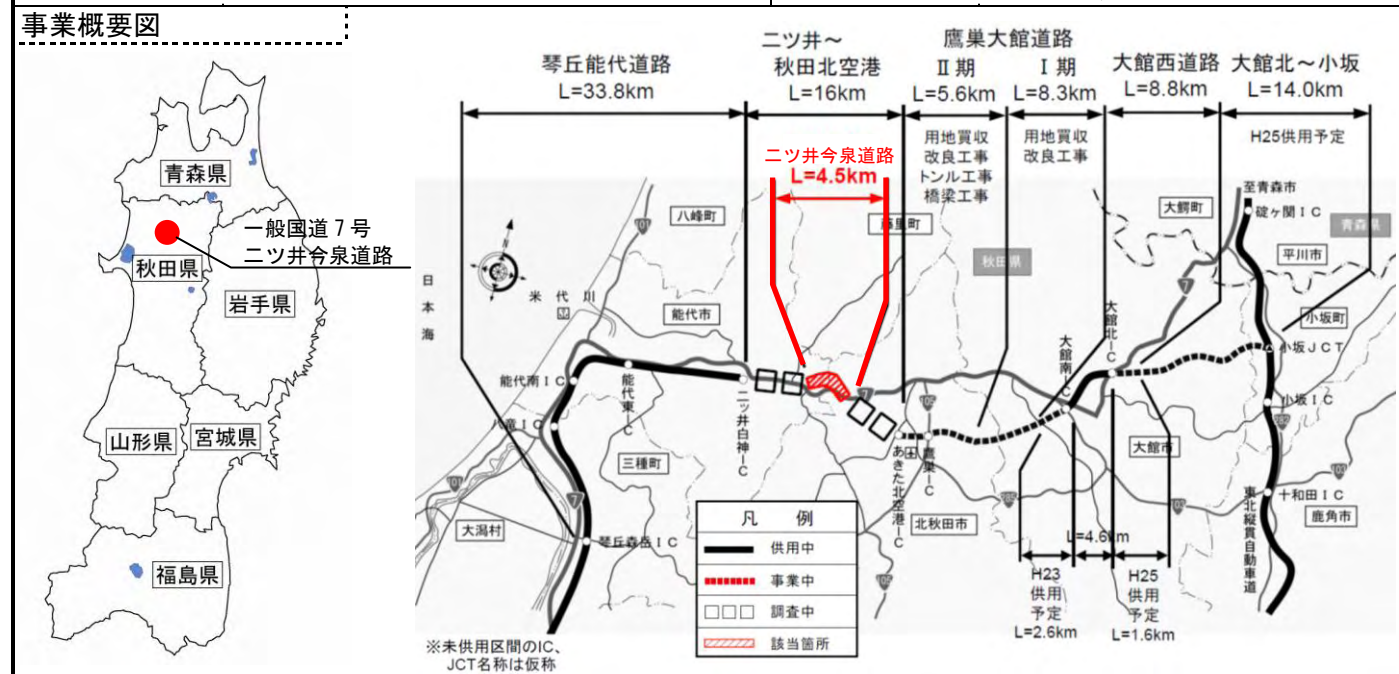 事業概要図
青森県
秋田県
岩手県
山形県
宮城県
福島県
一般国道7号
二ツ井今泉道路
琴丘能代道路
L=33.8km
二ツ井～
秋田北空港
L=16km
鷹巣大館道路
Ⅱ期
L=5.6km
Ⅰ期
L=8.3km
大館西道路
L=8.8km
大館北～小坂
L=14.0km
用地買収
改良工事
トンル工事
橋梁工事
用地買収
改良工事
H25供用予定
二ツ井今泉道路
L=4.5km
至青森市
碇ヶ関IC
青森県
平川市
大鰐町
八峰町
藤里町
秋田県
日本海
米代川
能代市
小坂町
小坂JCT
小坂IC
大館北IC
大館南IC
大館市
能代南IC
能代東IC
八竜IC
二ツ井白神IC
あきた北空港IC
鷹巣IC
三種町
大潟村
琴丘森岳IC
北秋田市
十和田IC
鹿角市
東北縦貫自動車道
101
7
101
7
7
105
7
103
L=4.6km
H23
供用
予定
L=2.6km
H25
供用
予定
L=1.6km
凡例
供用中
事業中
調査中
該当箇所
※未供用区間のIC、
JCT名称は仮称